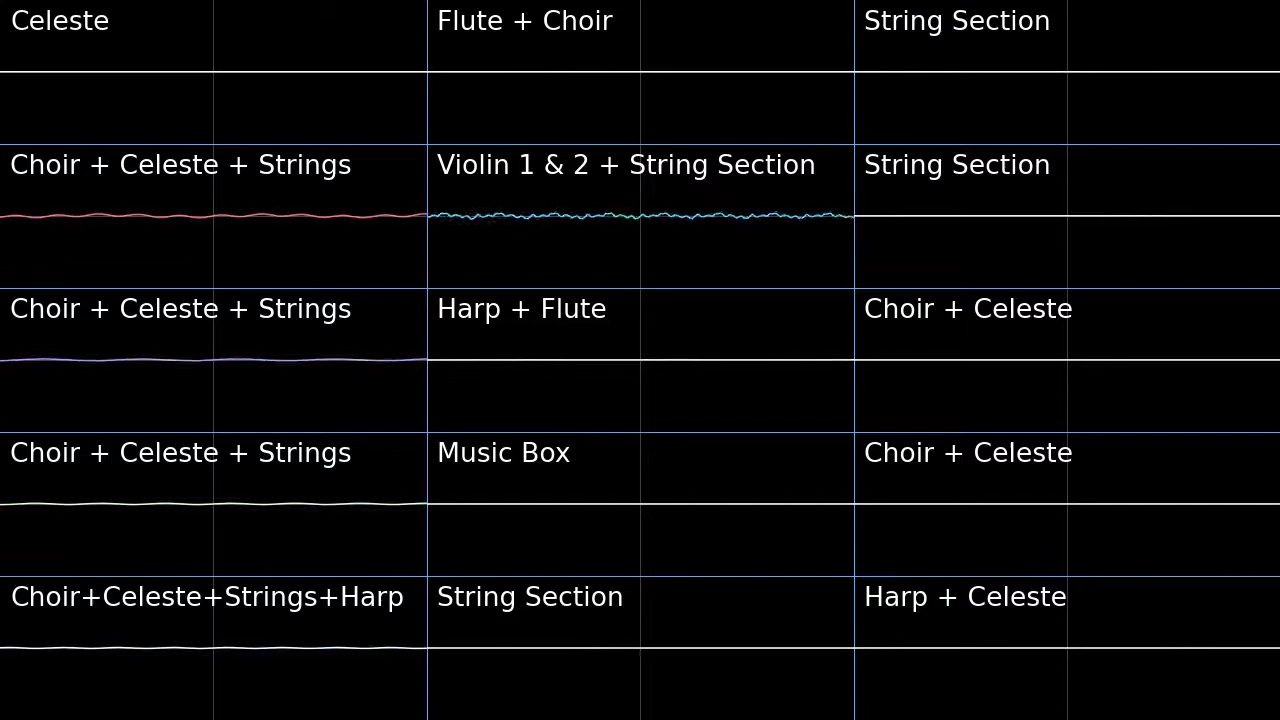 Celeste
Flute + Choir
String Section
Choir + Celeste + Strings
Violin 1 & 2 + String Section
String Section
Choir + Celeste + Strings
Harp + Flute
Choir + Celeste
Choir + Celeste + Strings
Music Box
Choir + Celeste
Choir+Celeste+Strings+Harp
String Section
Harp + Celeste